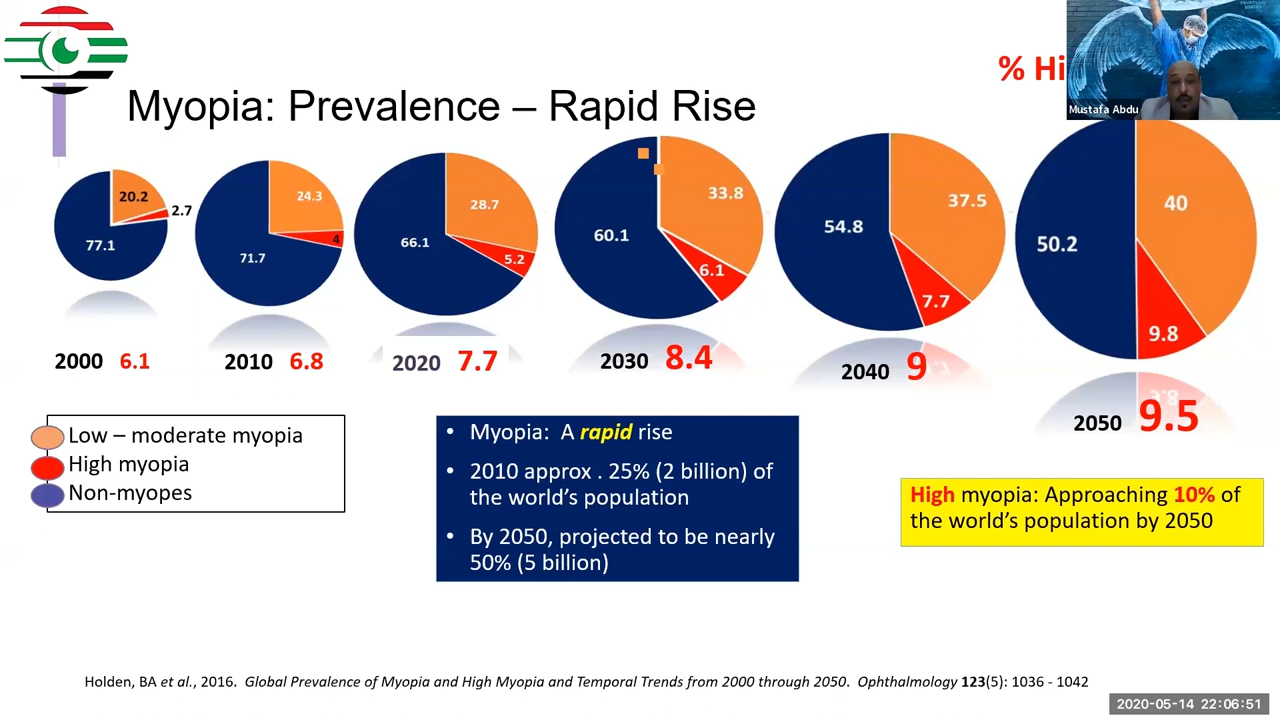 % Hi
Mustafa Abdu
Myopia: Prevalence – Rapid Rise
20.2
2.7
77.1
24.3
4
71.7
28.7
5.2
66.1
33.8
6.1
60.1
37.5
7.7
54.8
40
9.8
50.2
2000 6.1
2010 6.8
2020 7.7
2030 8.4
2040 9
2050 9.5
Low – moderate myopia
High myopia
Non-myopes
• Myopia: A rapid rise
• 2010 approx . 25% (2 billion) of
the world's population
• By 2050, projected to be nearly
50% (5 billion)
High myopia: Approaching 10% of
the world's population by 2050
Holden, BA et al., 2016. Global Prevalence of Myopia and High Myopia and Temporal Trends from 2000 through 2050. Ophthalmology 123(5): 1036 - 1042
2020-05-14 22:06:51